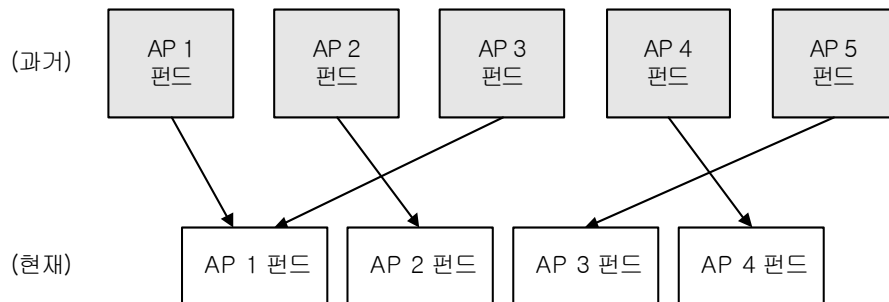 (과거)
AP 1
펀드
AP 2
펀드
AP 3
펀드
AP 4
펀드
AP 5
펀드
(현재)
AP 1 펀드
AP 2 펀드
AP 3 펀드
AP 4 펀드